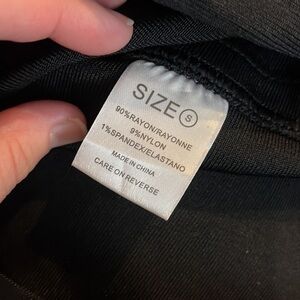 SIZE S
90%RAYON/RAYONNE
9%NYLON
1%SPANDEX/ELASTANO
MADE IN CHINA
CARE ON REVERSE